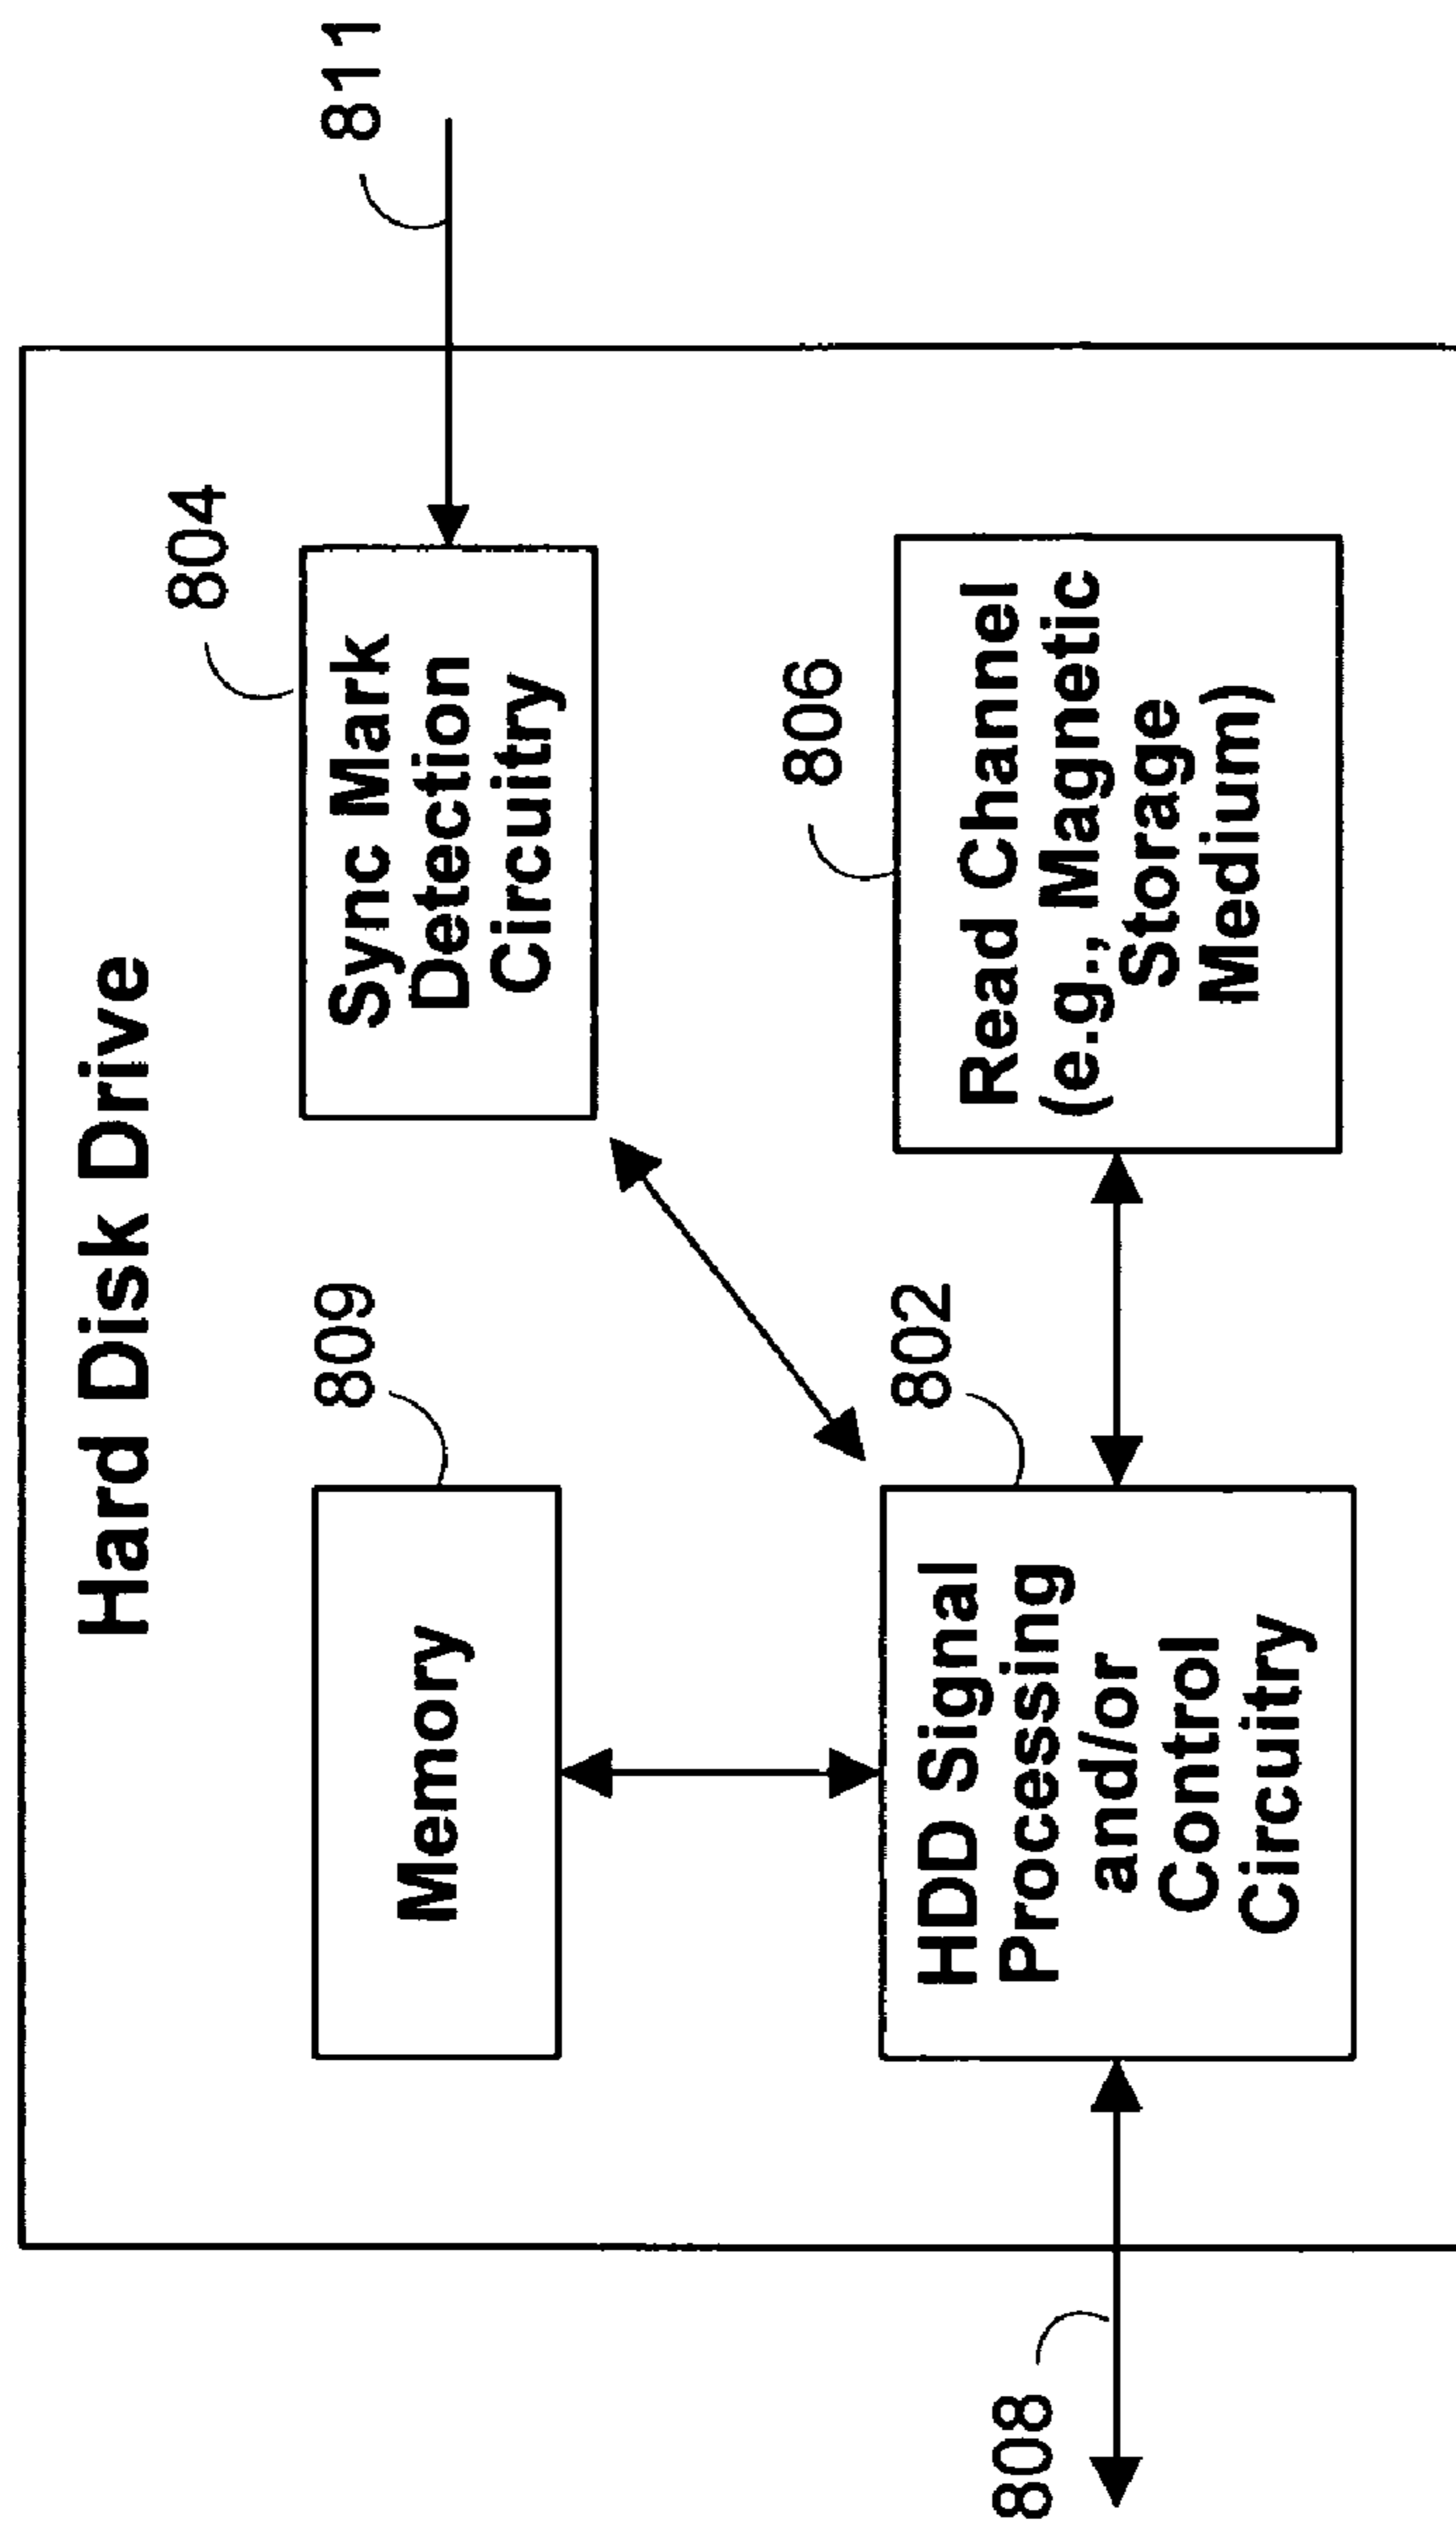 Hard Disk Drive
809
Memory
804
Sync Mark
Detection
Circuitry
811
808
802
HDD Signal
Processing
and/or
Control
Circuitry
806
Read Channel
(e.g., Magnetic
Storage
Medium)